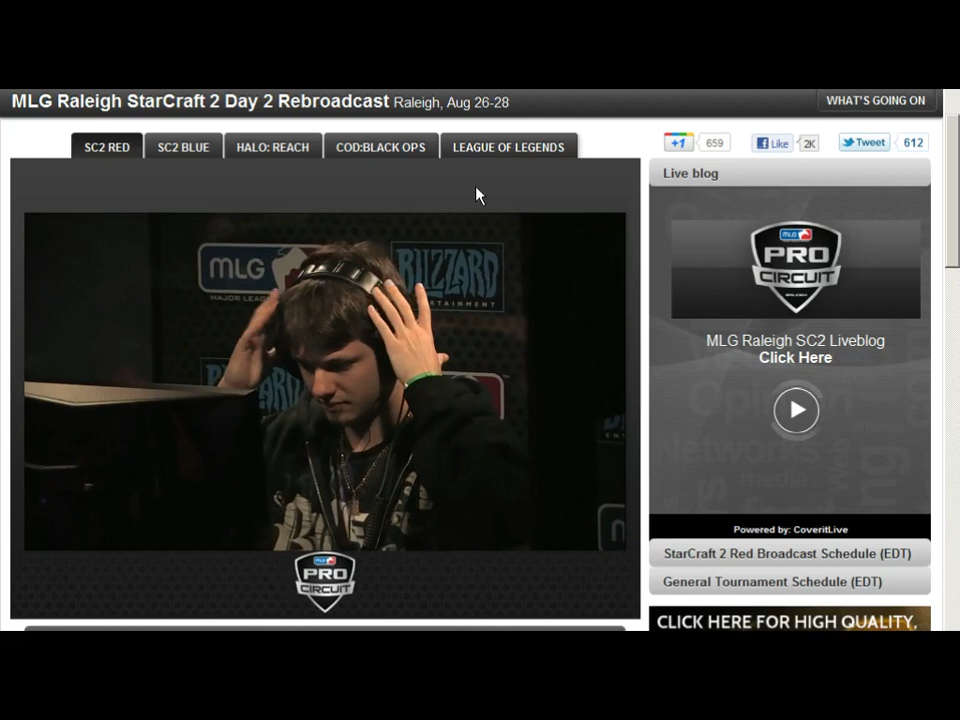 MLG Raleigh StarCraft 2 Day 2 Rebroadcast Raleigh, Aug 26-28
WHAT'S GOING ON
SC2 RED
SC2 BLUE
HALO: REACH
COD:BLACK OPS
LEAGUE OF LEGENDS
+1
659
Like
2K
Tweet
612
Live blog
MLG
MAJOR LEAG
BLIZZARD
ENTERTAINMENT
MLG
PRO
CIRCUIT
RALEIGH
MLG Raleigh SC2 Liveblog
Click Here
Powered by: CoveritLive
MLG
PRO
CIRCUIT
StarCraft 2 Red Broadcast Schedule (EDT)
General Tournament Schedule (EDT)
CLICK HERE FOR HIGH QUALITY.